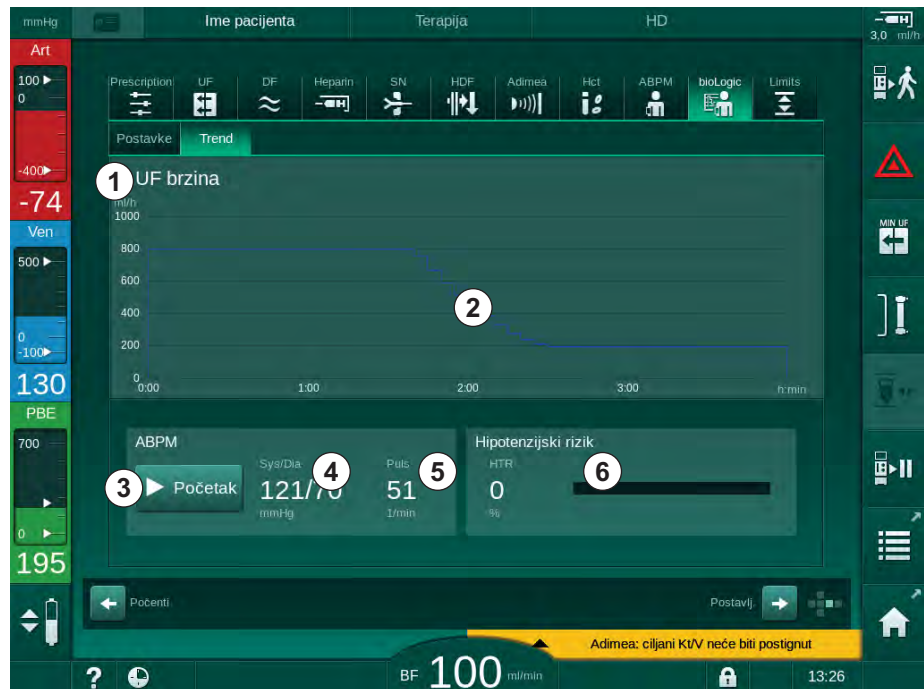 mmHg
Ime pacijenta Terapija HD
3,0 ml/h
Art
100
0
-400
-74
Ven
500
0
-100
130
PBE
700
0
195
Prescription UF DF Heparin SN HDF Adimea Hct ABPM bioLogic Limits
Postavke Trend
1 UF brzina
ml/h
1000
800
600
400
200
0
2
0:00 1:00 2:00 3:00 h:min
ABPM
3 Početak
Sys/Dia 4
121/70
mmHg
Puls 5
51
1/min
Hipotenzijski rizik
HTR 6
0
%
MIN UF
Počenti
Postavlj.
Adimea: ciljani Kt/V neće biti postignut
? BF 100 ml/min 13:26